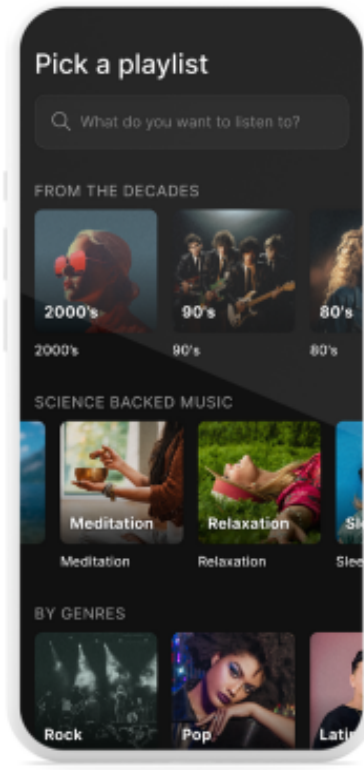 Pick a playlist
What do you want to listen to?
FROM THE DECADES
2000's 90's 80's
2000's 90's 80's
SCIENCE BACKED MUSIC
Meditation Relaxation
Meditation Relaxation
BY GENRES
Rock Pop